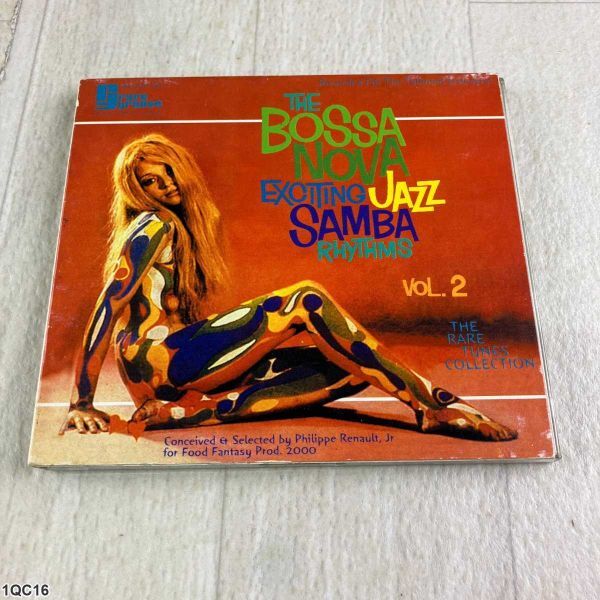 THE
BOSSA
NOVA
EXCITING JAZZ
SAMBA
RHYTHMS
VOL. 2
THE
RARE
TUNES
COLLECTION
Conceived & Selected by Philippe Renault, Jr
for Food Fantasy Prod. 2000
1QC16